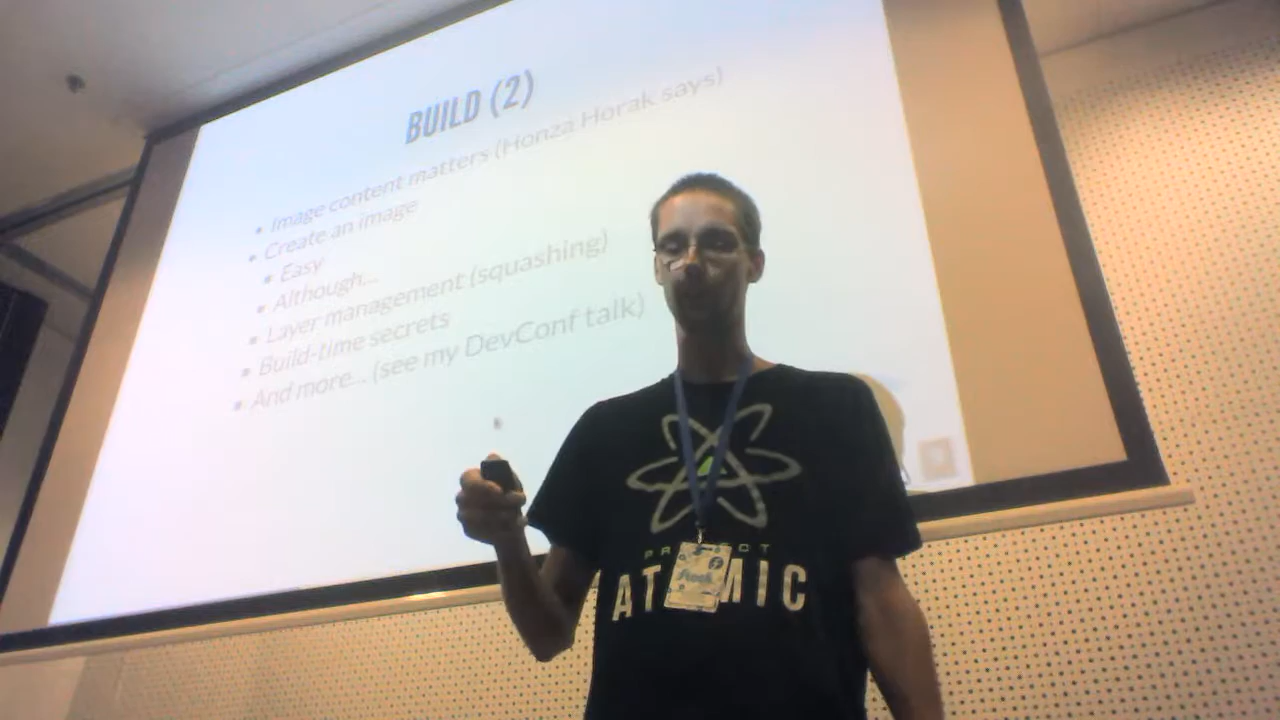 BUILD (2)
Image content matters (Honza Horak says)
Create an image
Easy
Although...
Layer management (squashing)
Build-time secrets
And more... (see my DevConf talk)
PROJECT
ATOMIC